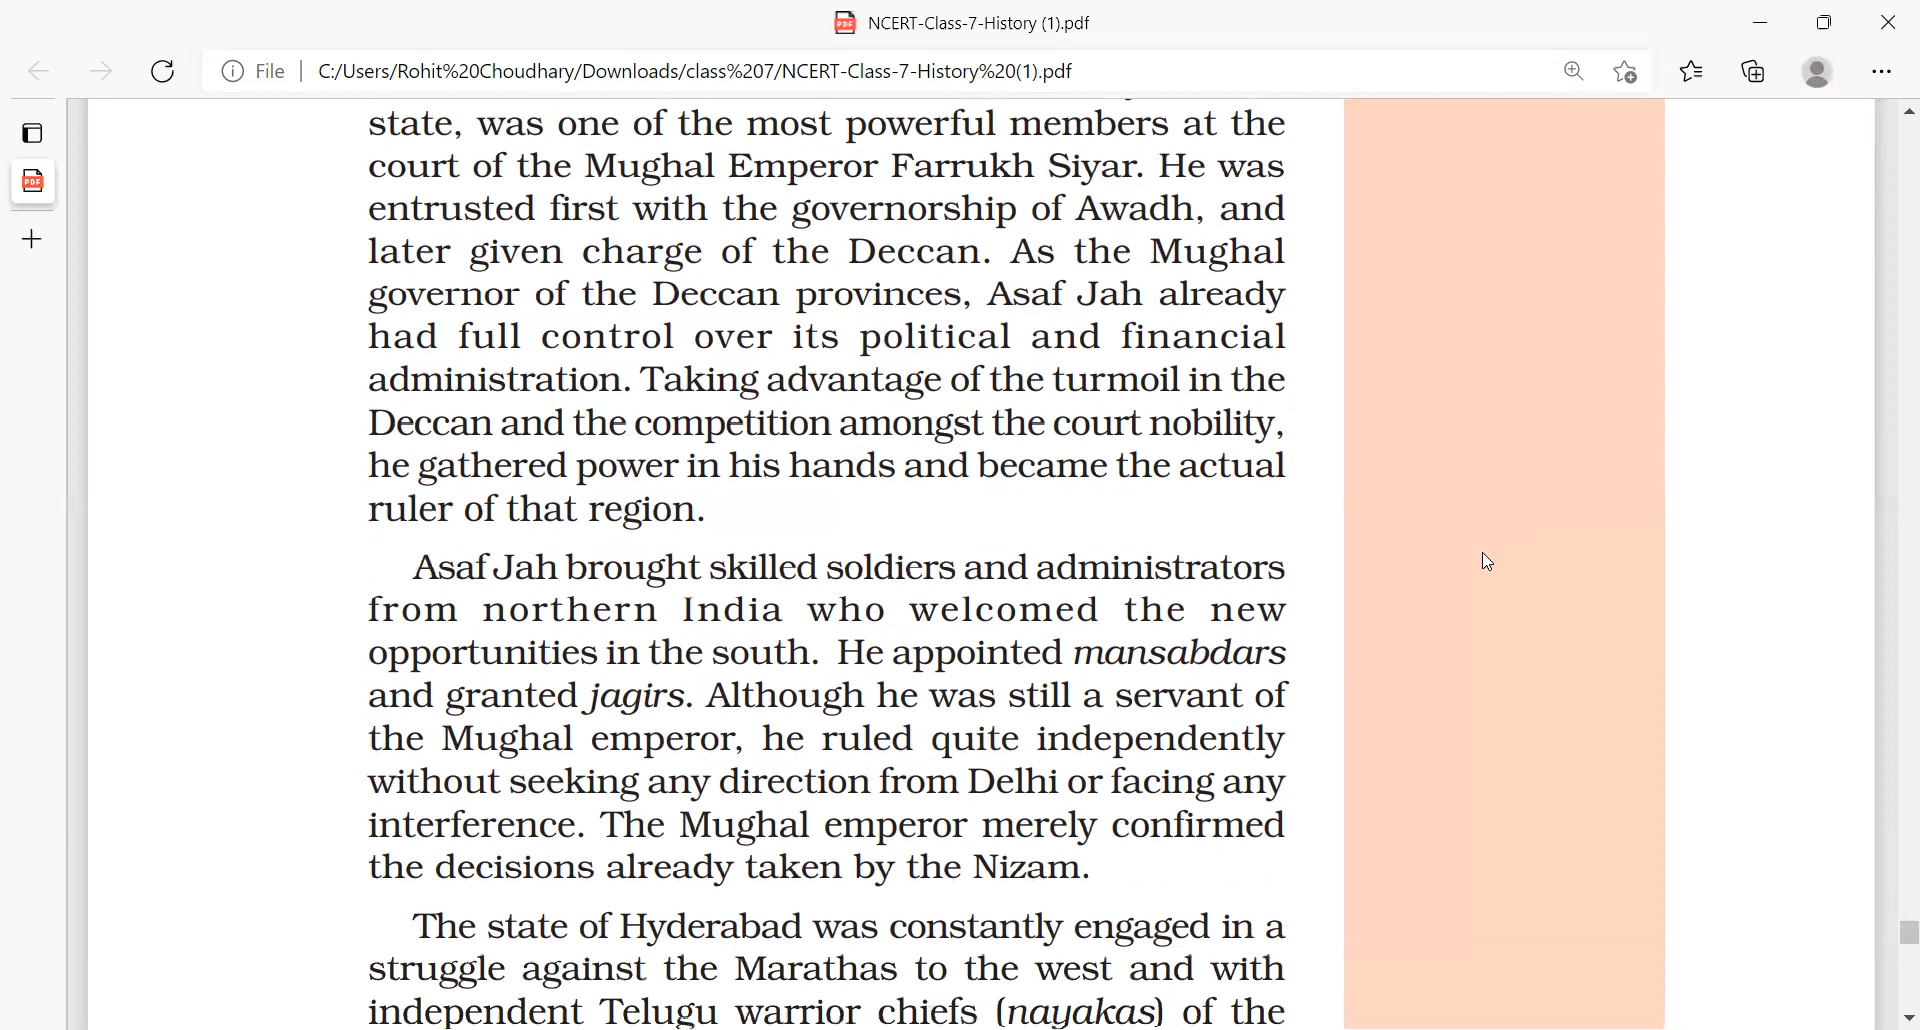 NCERT-Class-7-History (1).pdf
File | C:/Users/Rohit%20Choudhary/Downloads/class%207/NCERT-Class-7-History%20(1).pdf
state, was one of the most powerful members at the
court of the Mughal Emperor Farrukh Siyar. He was
entrusted first with the governorship of Awadh, and
later given charge of the Deccan. As the Mughal
governor of the Deccan provinces, Asaf Jah already
had full control over its political and financial
administration. Taking advantage of the turmoil in the
Deccan and the competition amongst the court nobility,
he gathered power in his hands and became the actual
ruler of that region.
Asaf Jah brought skilled soldiers and administrators
from northern India who welcomed the new
opportunities in the south. He appointed mansabdars
and granted jagirs. Although he was still a servant of
the Mughal emperor, he ruled quite independently
without seeking any direction from Delhi or facing any
interference. The Mughal emperor merely confirmed
the decisions already taken by the Nizam.
The state of Hyderabad was constantly engaged in a
struggle against the Marathas to the west and with
independent Telugu warrior chiefs (nayakas) of the